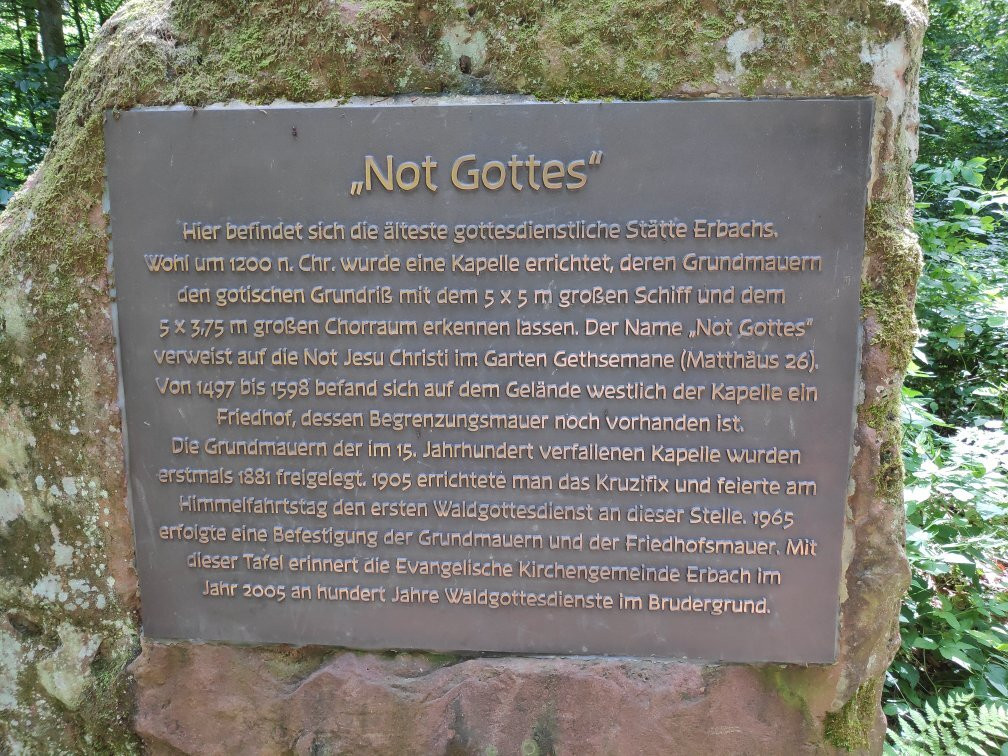 „Not Gottes“
Hier befindet sich die älteste gottesdienstliche Stätte Erbachs.
Wohl um 1200 n. Chr. wurde eine Kapelle errichtet, deren Grundmauern
den gotischen Grundriß mit dem 5 x 5 m großen Schiff und dem
5 x 3,75 m großen Chorraum erkennen lassen. Der Name „Not Gottes“
verweist auf die Not Jesu Christi im Garten Gethsemane (Matthäus 26).
Von 1497 bis 1598 befand sich auf dem Gelände westlich der Kapelle ein
Friedhof, dessen Begrenzungsmauer noch vorhanden ist.
Die Grundmauern der im 15. Jahrhundert verfallenen Kapelle wurden
erstmals 1881 freigelegt. 1905 errichtete man das Kruzifix und feierte am
Himmelfahrtstag den ersten Waldgottesdienst an dieser Stelle. 1965
erfolgte eine Befestigung der Grundmauern und der Friedhofsmauer. Mit
dieser Tafel erinnert die Evangelische Kirchengemeinde Erbach im
Jahr 2005 an hundert Jahre Waldgottesdienste im Brudergrund.